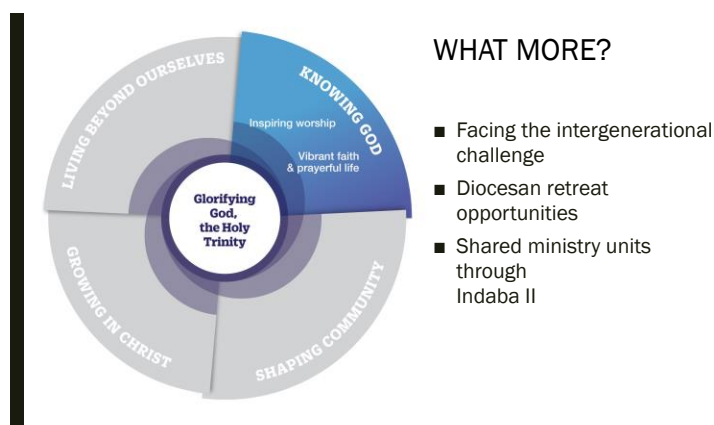 LIVING BEYOND OURSELVES
KNOWING GOD
Inspiring worship
Vibrant faith
& prayerful life
Glorifying
God,
the Holy
Trinity
GROWING IN CHRIST
SHAPING COMMUNITY
WHAT MORE?
■ Facing the intergenerational
challenge
■ Diocesan retreat
opportunities
■ Shared ministry units
through
Indaba II